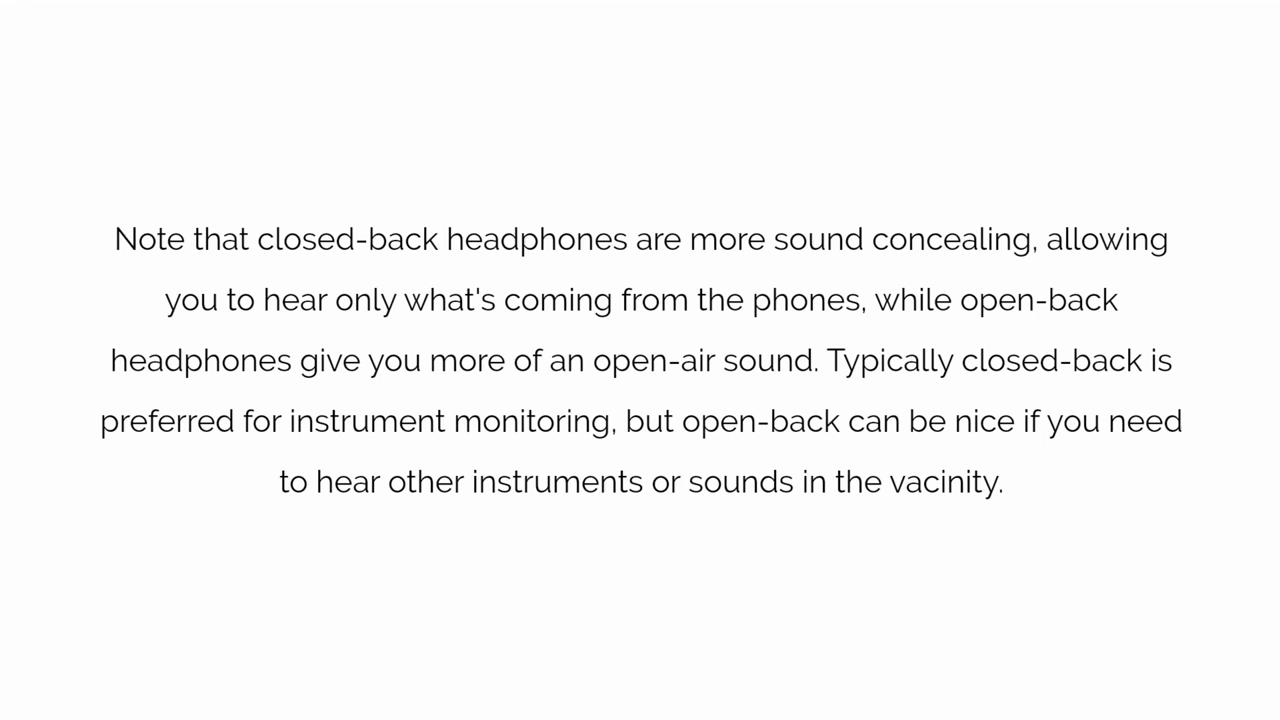 Note that closed-back headphones are more sound concealing, allowing
you to hear only what's coming from the phones, while open-back
headphones give you more of an open-air sound. Typically closed-back is
preferred for instrument monitoring, but open-back can be nice if you need
to hear other instruments or sounds in the vacinity.